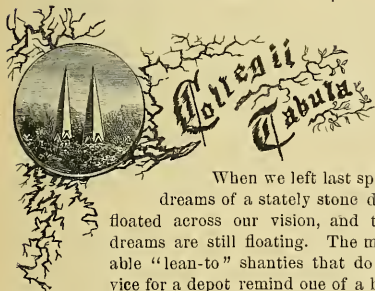 Collegii
Tabula
When we left last
dreams of a stately stone
floated across our vision, and
dreams are still floating. The
able "lean-to" shanties that do
vice for a depot remind one of a